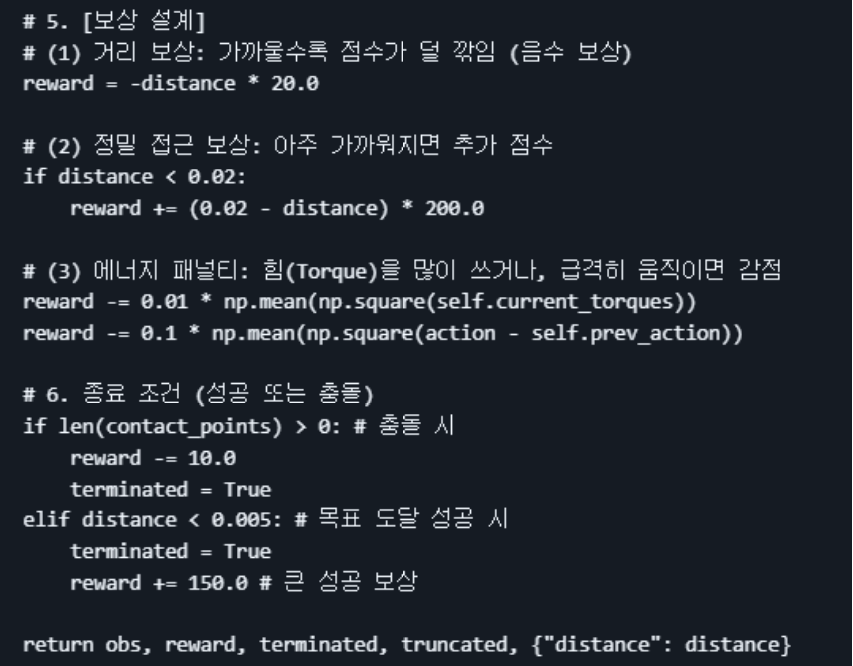 # 5. [보상 설계]
# (1) 거리 보상: 가까울수록 점수가 덜 깎임 (음수 보상)
reward = -distance * 20.0

# (2) 정밀 접근 보상: 아주 가까워지면 추가 점수
if distance < 0.02:
    reward += (0.02 - distance) * 200.0

# (3) 에너지 패널티: 힘(Torque)을 많이 쓰거나, 급격히 움직이면 감점
reward -= 0.01 * np.mean(np.square(self.current_torques))
reward -= 0.1 * np.mean(np.square(action - self.prev_action))

# 6. 종료 조건 (성공 또는 충돌)
if len(contact_points) > 0: # 충돌 시
    reward -= 10.0
    terminated = True
elif distance < 0.005: # 목표 도달 성공 시
    terminated = True
    reward += 150.0 # 큰 성공 보상

return obs, reward, terminated, truncated, {"distance": distance}